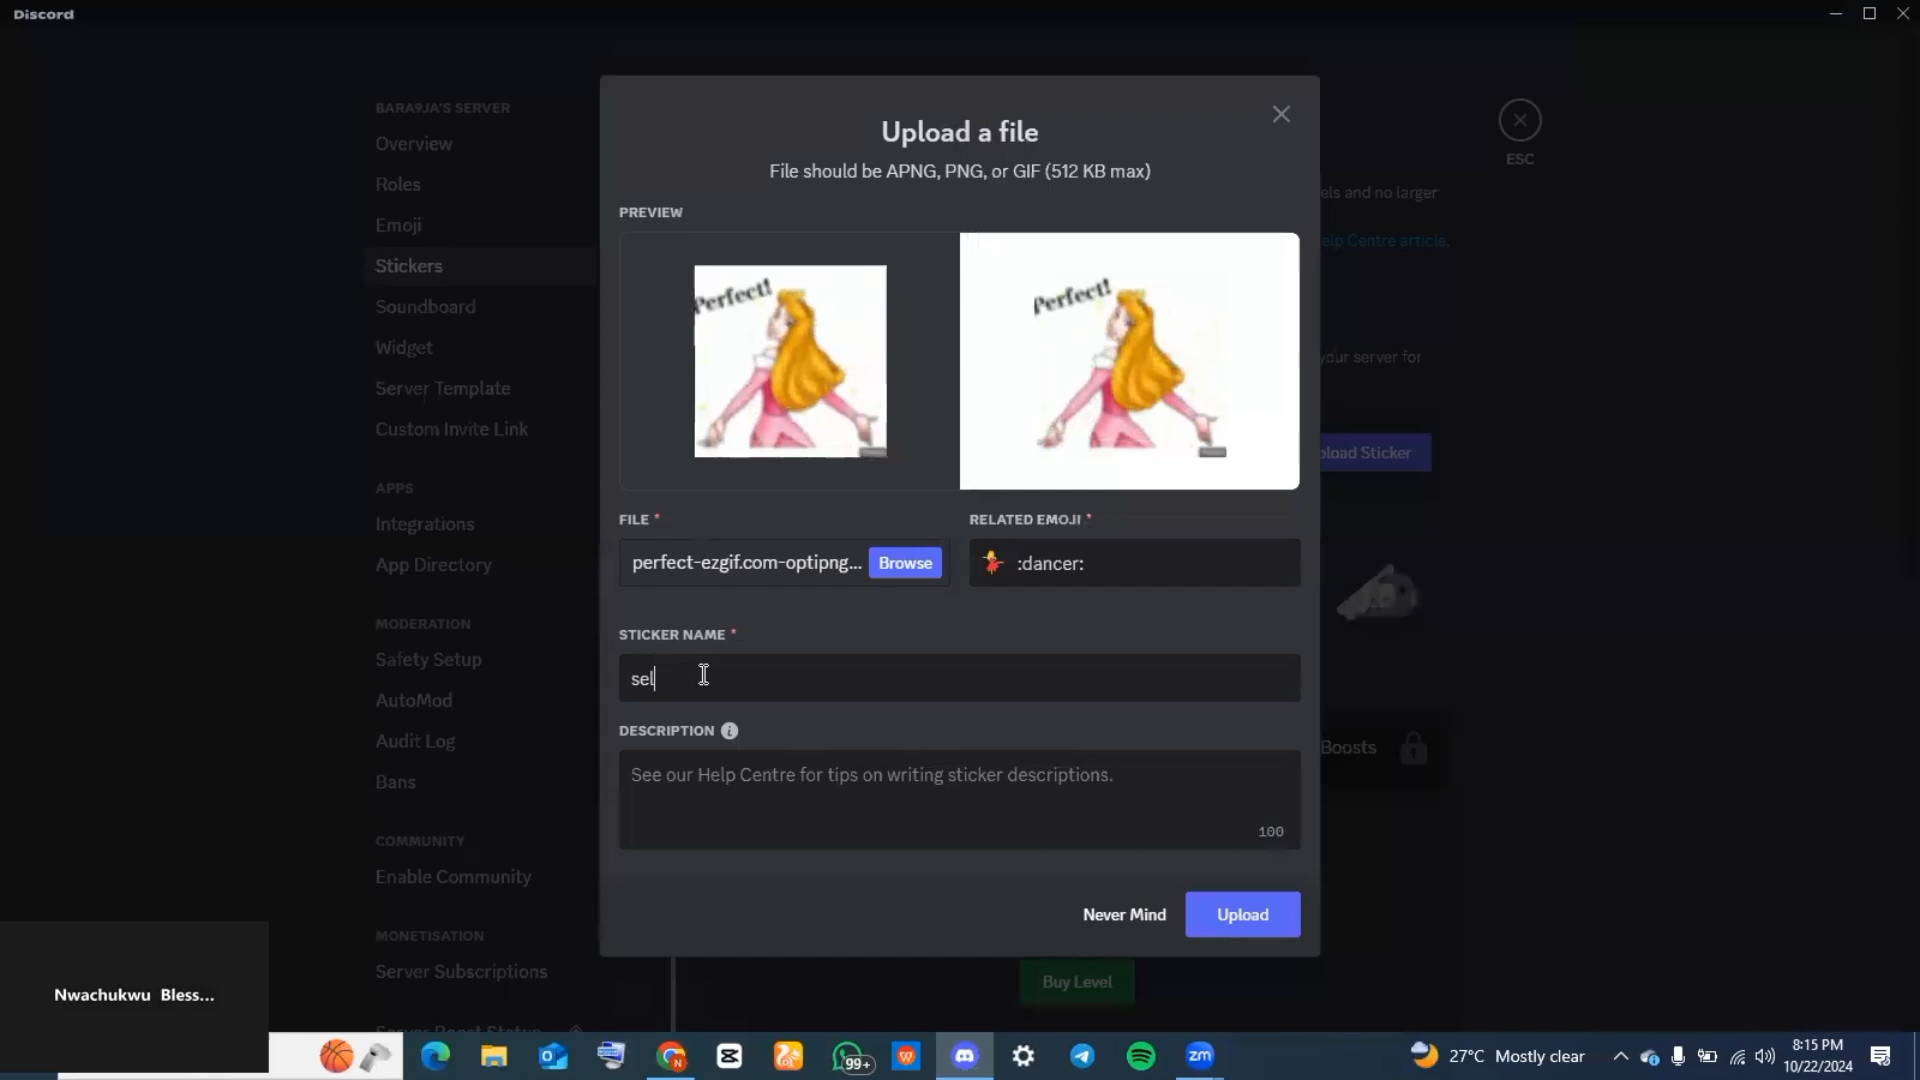 Discord
BARA9JA'S SERVER
Overview
Roles
Emoji
Stickers
Soundboard
Widget
Server Template
Custom Invite Link
APPS
Integrations
App Directory
MODERATION
Safety Setup
AutoMod
Audit Log
Bans
COMMUNITY
Enable Community
MONETISATION
Server Subscriptions
Server Boost Status
ESC
els and no larger
elp Centre article.
your server for
pload Sticker
Boosts
Buy Level
Upload a file
File should be APNG, PNG, or GIF (512 KB max)
PREVIEW
Perfect!
Perfect!
FILE *
RELATED EMOJI *
perfect-ezgif.com-optipng... Browse
:dancer:
STICKER NAME *
sel
DESCRIPTION
See our Help Centre for tips on writing sticker descriptions.
100
Never Mind
Upload
Nwachukwu Bless...
99+
zm
27°C Mostly clear
8:15 PM
10/22/2024